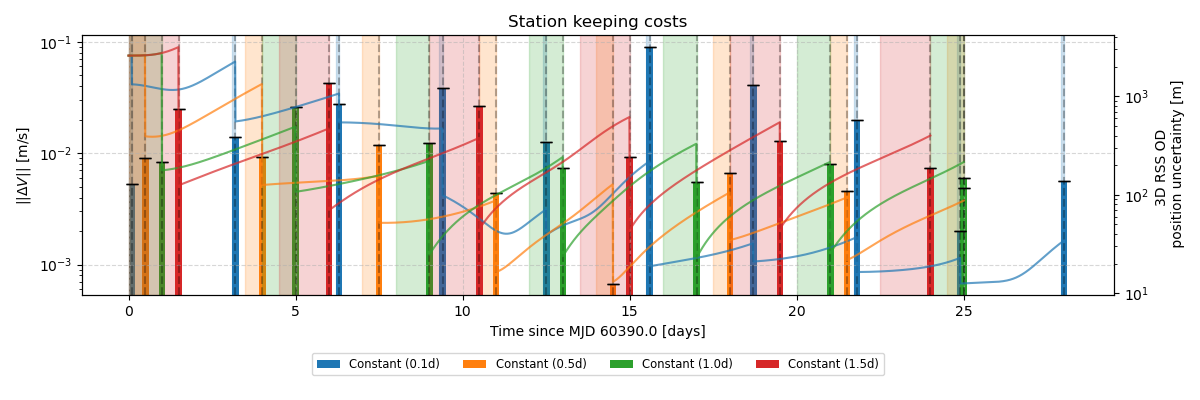 Station keeping costs
||ΔV|| [m/s]
10⁻¹
10⁻²
10⁻³
0
5
10
15
20
25
Time since MJD 60390.0 [days]
10³
10²
10¹
3D RSS OD
position uncertainty [m]
Constant (0.1d)
Constant (0.5d)
Constant (1.0d)
Constant (1.5d)